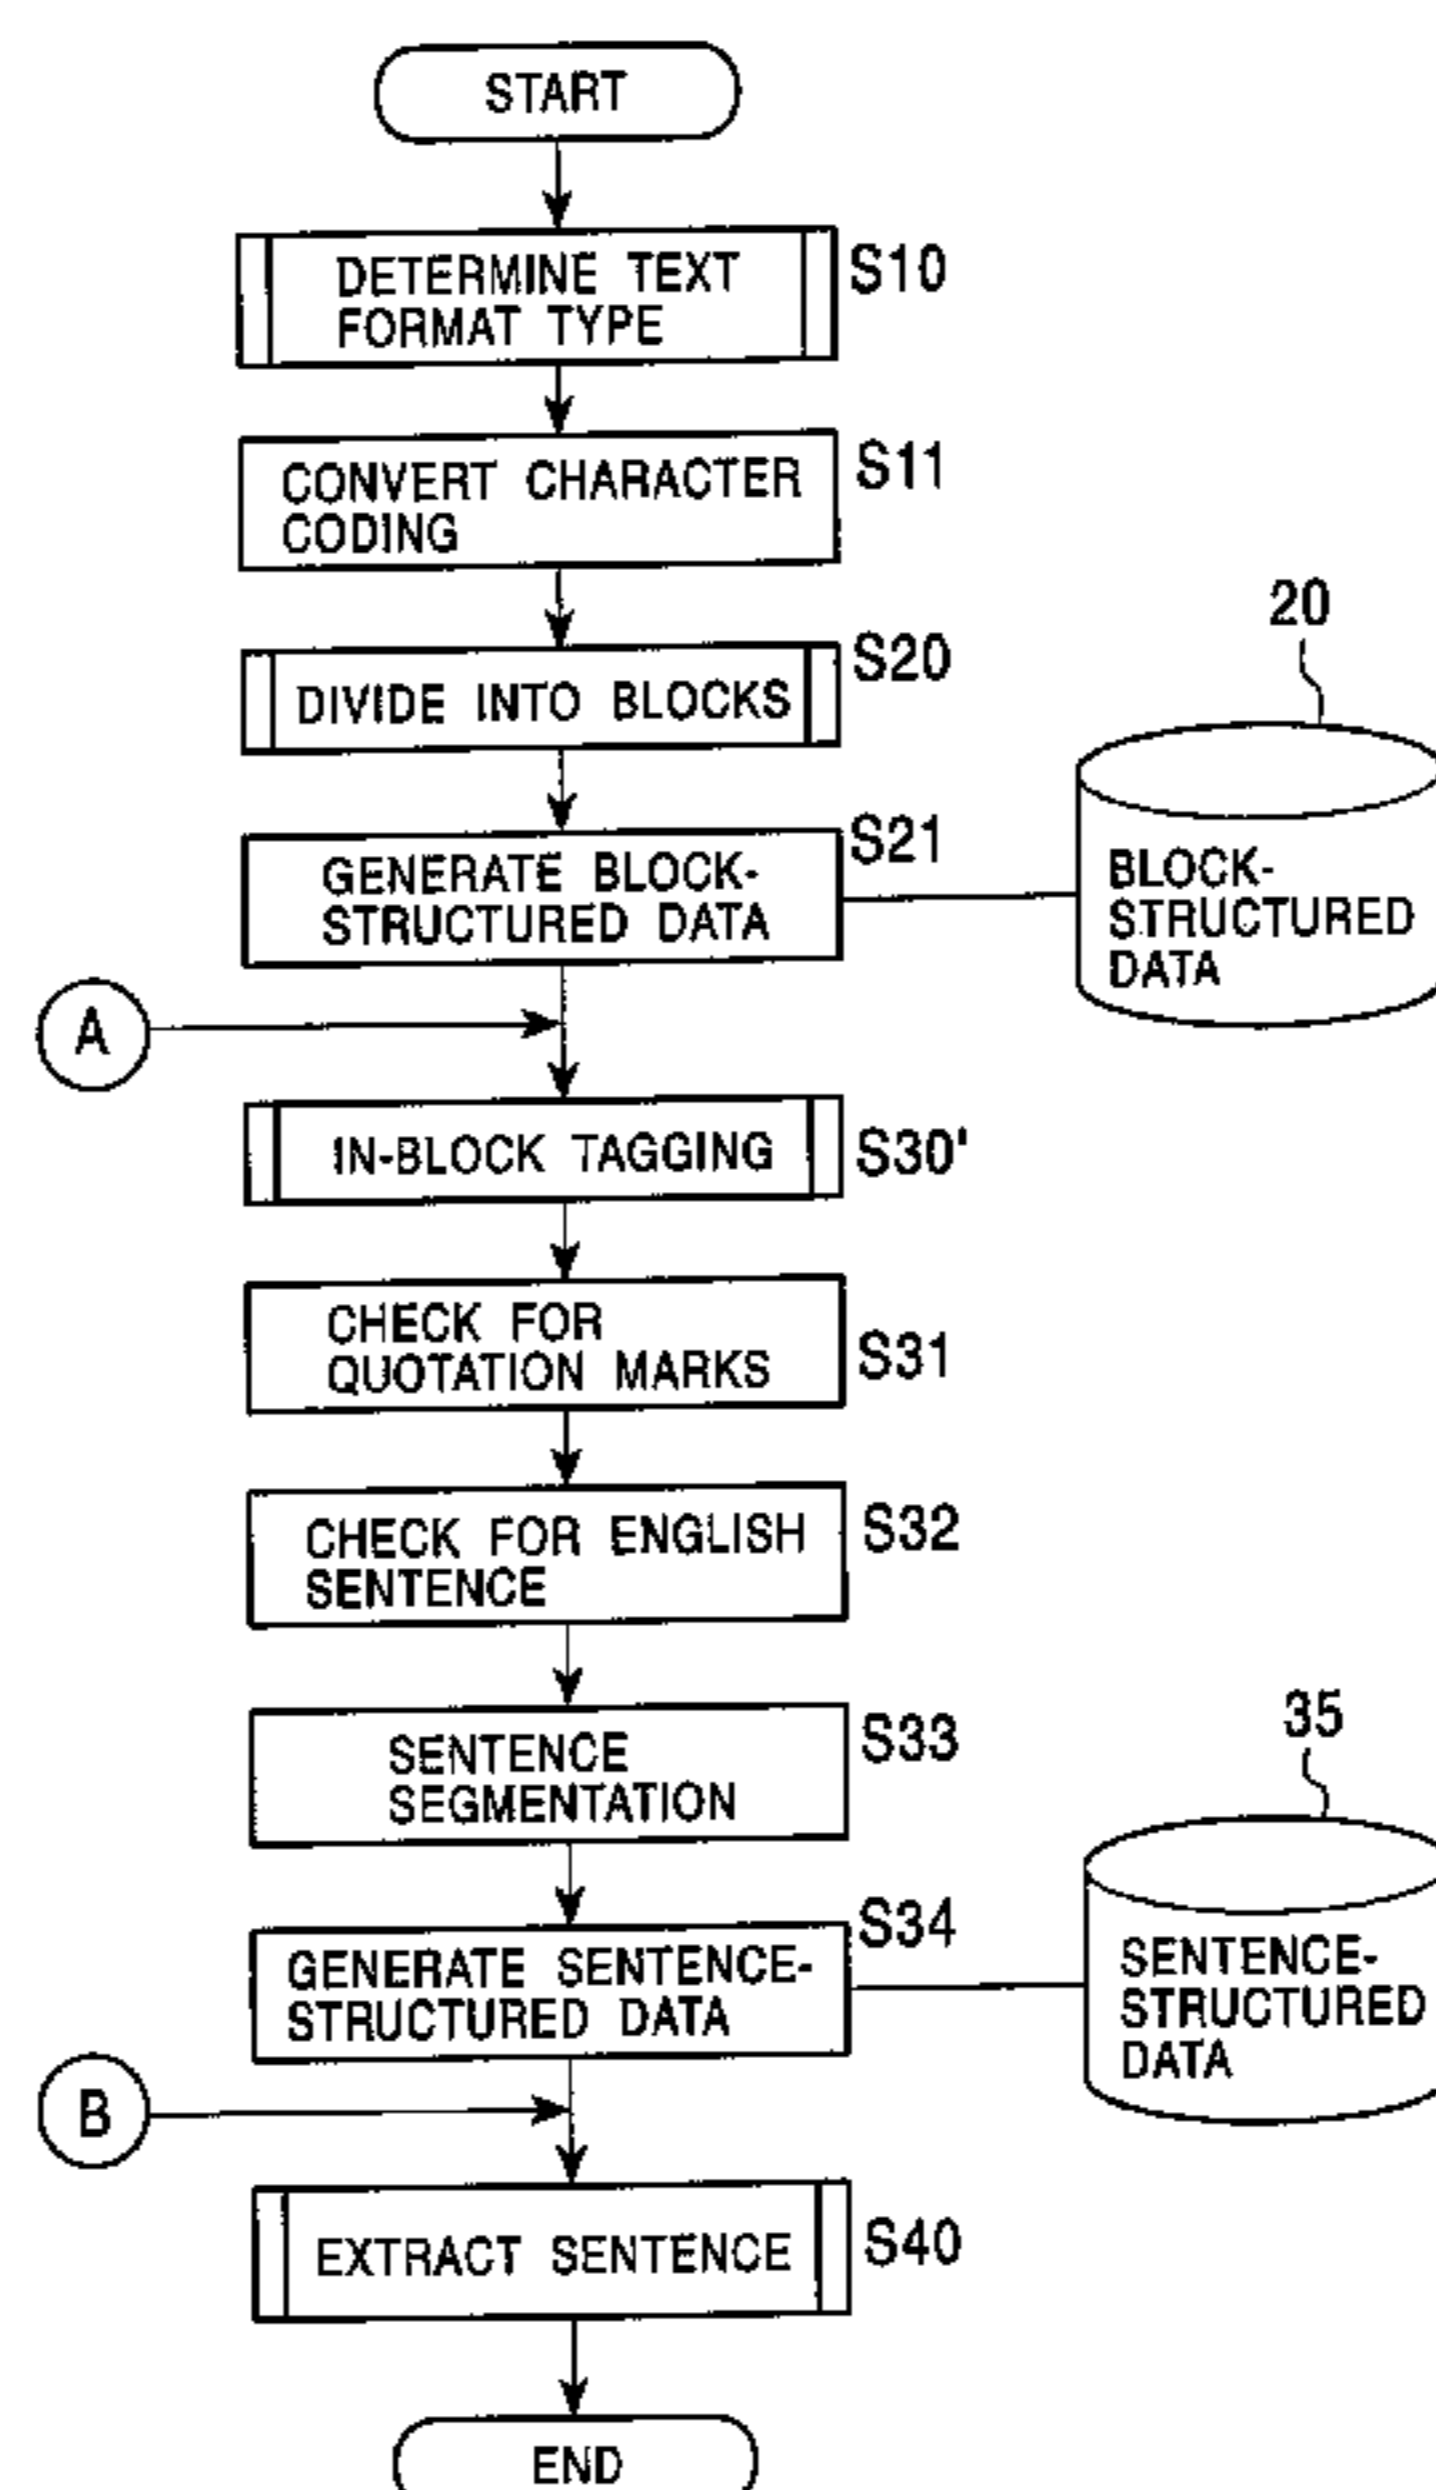 START
DETERMINE TEXT
FORMAT TYPE
S10
CONVERT CHARACTER
CODING
S11
DIVIDE INTO BLOCKS
S20
GENERATE BLOCK-
STRUCTURED DATA
S21
20
BLOCK-
STRUCTURED
DATA
A
IN-BLOCK TAGGING
S30'
CHECK FOR
QUOTATION MARKS
S31
CHECK FOR ENGLISH
SENTENCE
S32
SENTENCE
SEGMENTATION
S33
GENERATE SENTENCE-
STRUCTURED DATA
S34
35
SENTENCE-
STRUCTURED
DATA
B
EXTRACT SENTENCE
S40
END